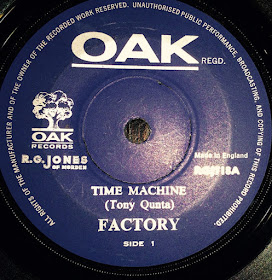 ALL RIGHTS OF THE MANUFACTURER AND OF THE OWNER OF THE RECORDED WORK RESERVED. UNAUTHORISED PUBLIC PERFORMANCE, BROADCASTING, AND COPYING OF THIS RECORD PROHIBITED.
OAK
REGD.
OAK
RECORDS
R.G. JONES
OF MORDEN
Made in England
RGJ718A
TIME MACHINE
(Tony Qunta)
FACTORY
SIDE 1